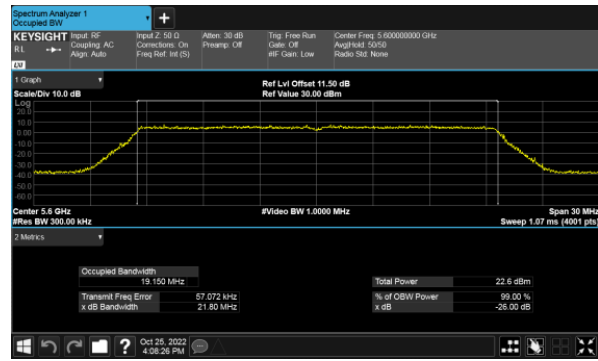 Spectrum Analyzer 1
Occupied BW
+
KEYSIGHT Input: RF Input Z: 50 Ω Atten: 30 dB Trig: Free Run Center Freq: 5.600000000 GHz
RL Coupling: AC Corrections: On Preamp: Off Gate: Off Avg|Hold: 50/50
Align: Auto Freq Ref: Int (S) #IF Gain: Low Radio Std: None
LXI
1 Graph
Ref Lvl Offset 11.50 dB
Scale/Div 10.0 dB Ref Value 30.00 dBm
Log
20.0
10.0
0.00
-10.0
-20.0
-30.0
-40.0
-50.0
-60.0
Center 5.6 GHz #Video BW 1.0000 MHz Span 30 MHz
#Res BW 300.00 kHz Sweep 1.07 ms (4001 pts)
2 Metrics
Occupied Bandwidth
19.150 MHz Total Power 22.6 dBm
Transmit Freq Error 57.072 kHz % of OBW Power 99.00 %
x dB Bandwidth 21.80 MHz x dB -26.00 dB
? Oct 25, 2022
4:08:26 PM